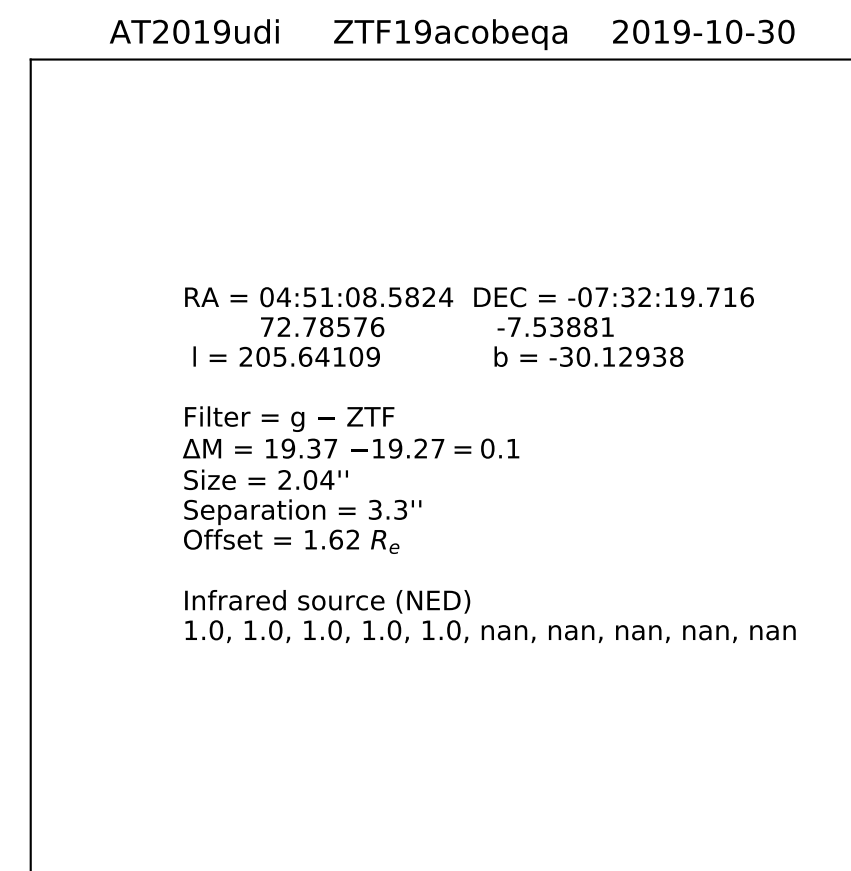 AT2019udi ZTF19acobeqa 2019-10-30
RA = 04:51:08.5824 DEC = -07:32:19.716
72.78576 -7.53881
l = 205.64109 b = -30.12938
Filter = g − ZTF
ΔM = 19.37 −19.27 = 0.1
Size = 2.04''
Separation = 3.3''
Offset = 1.62 Re
Infrared source (NED)
1.0, 1.0, 1.0, 1.0, 1.0, nan, nan, nan, nan, nan